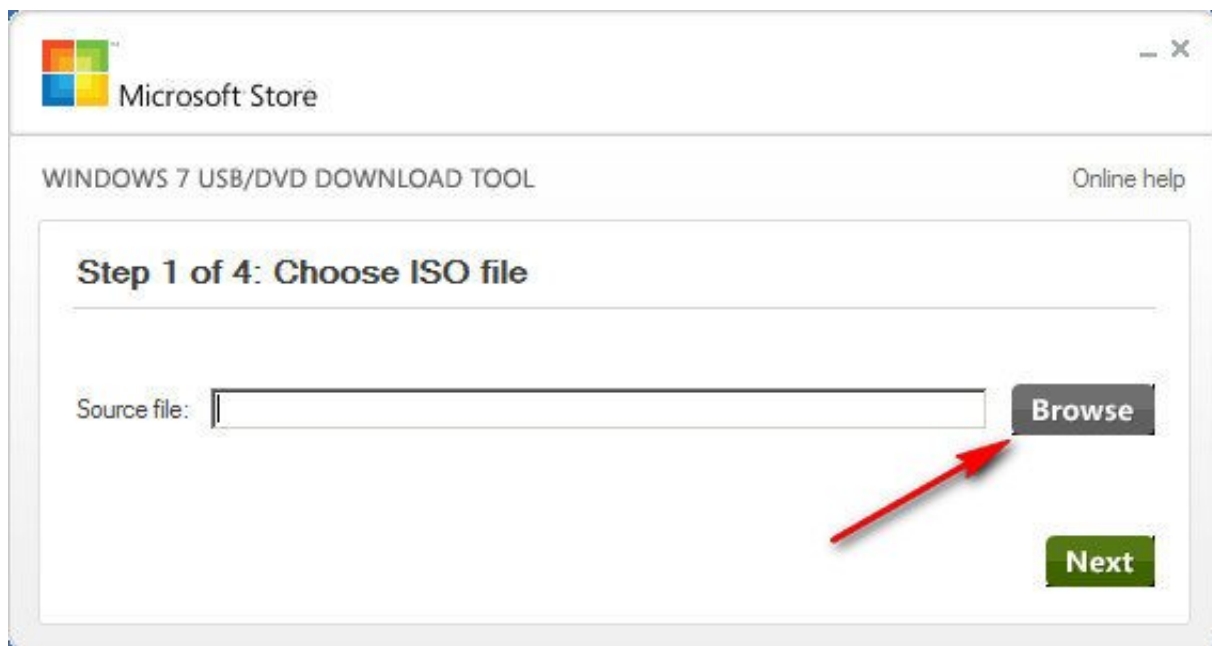 Microsoft Store
WINDOWS 7 USB/DVD DOWNLOAD TOOL
Online help
Step 1 of 4: Choose ISO file
Source file:
Browse
Next